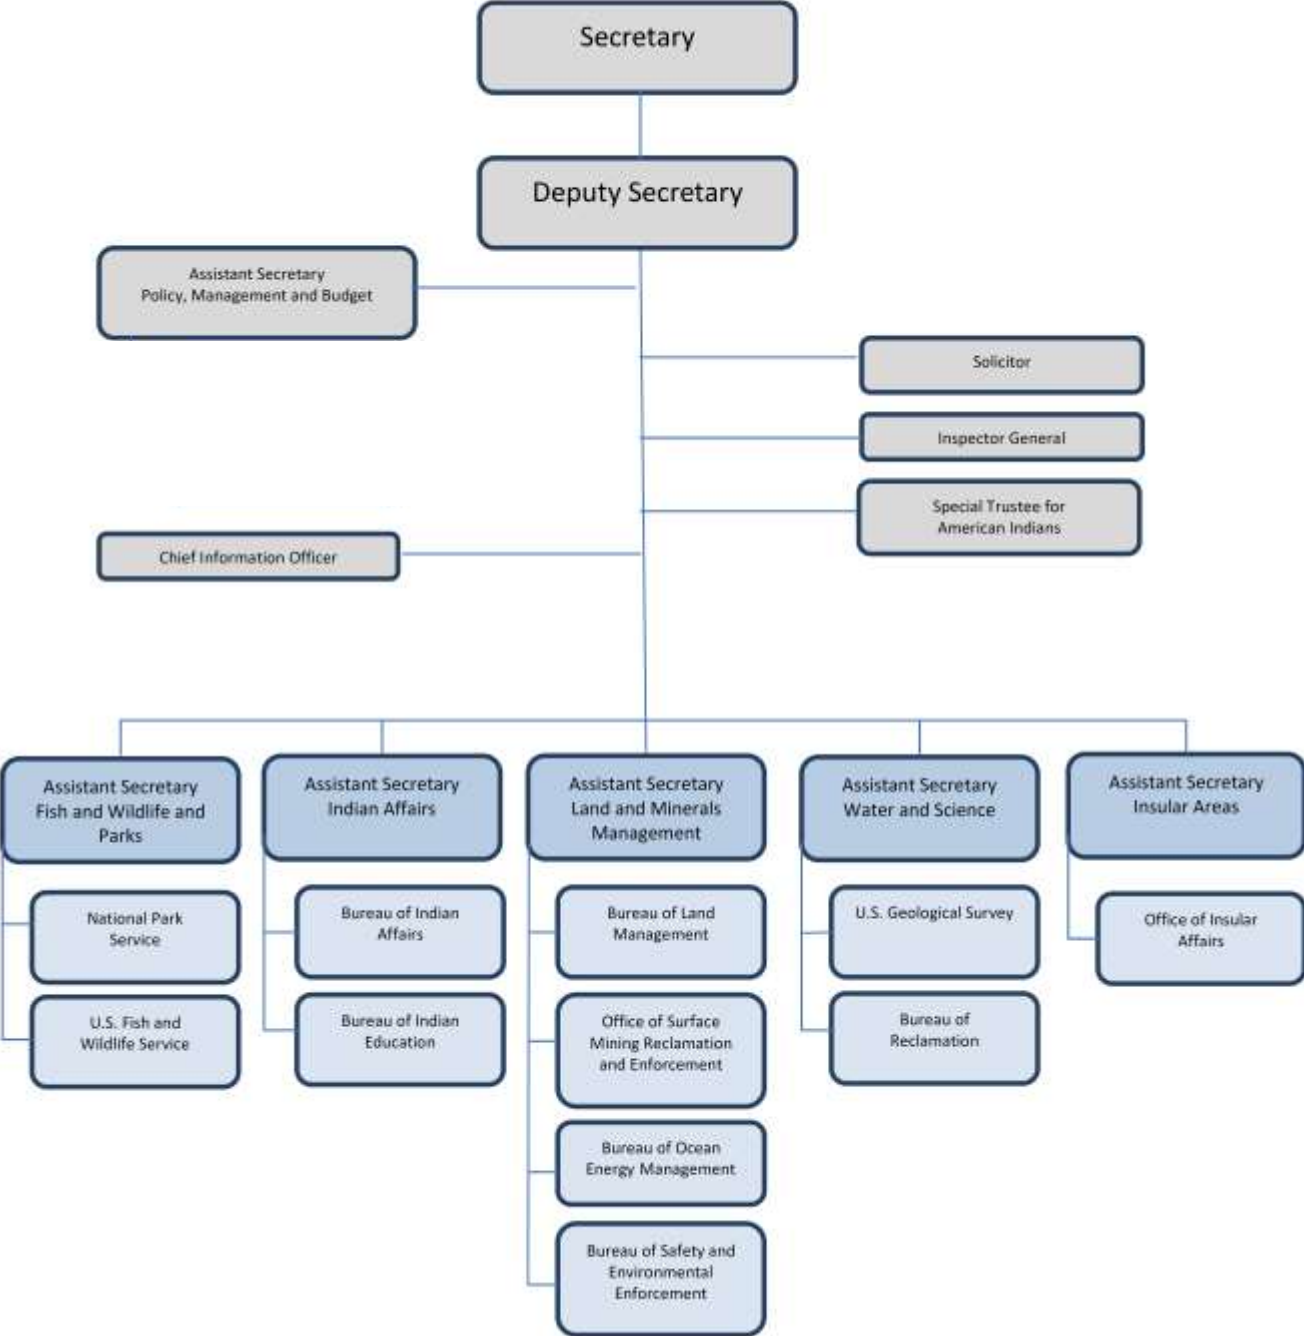 Secretary
Deputy Secretary
Assistant Secretary
Policy, Management and Budget
Solicitor
Inspector General
Special Trustee for
American Indians
Chief Information Officer
Assistant Secretary
Fish and Wildlife and
Parks
National Park
Service
U.S. Fish and
Wildlife Service
Assistant Secretary
Indian Affairs
Bureau of Indian
Affairs
Bureau of Indian
Education
Assistant Secretary
Land and Minerals
Management
Bureau of Land
Management
Office of Surface
Mining Reclamation
and Enforcement
Bureau of Ocean
Energy Management
Bureau of Safety and
Environmental
Enforcement
Assistant Secretary
Water and Science
U.S. Geological Survey
Bureau of
Reclamation
Assistant Secretary
Insular Areas
Office of Insular
Affairs